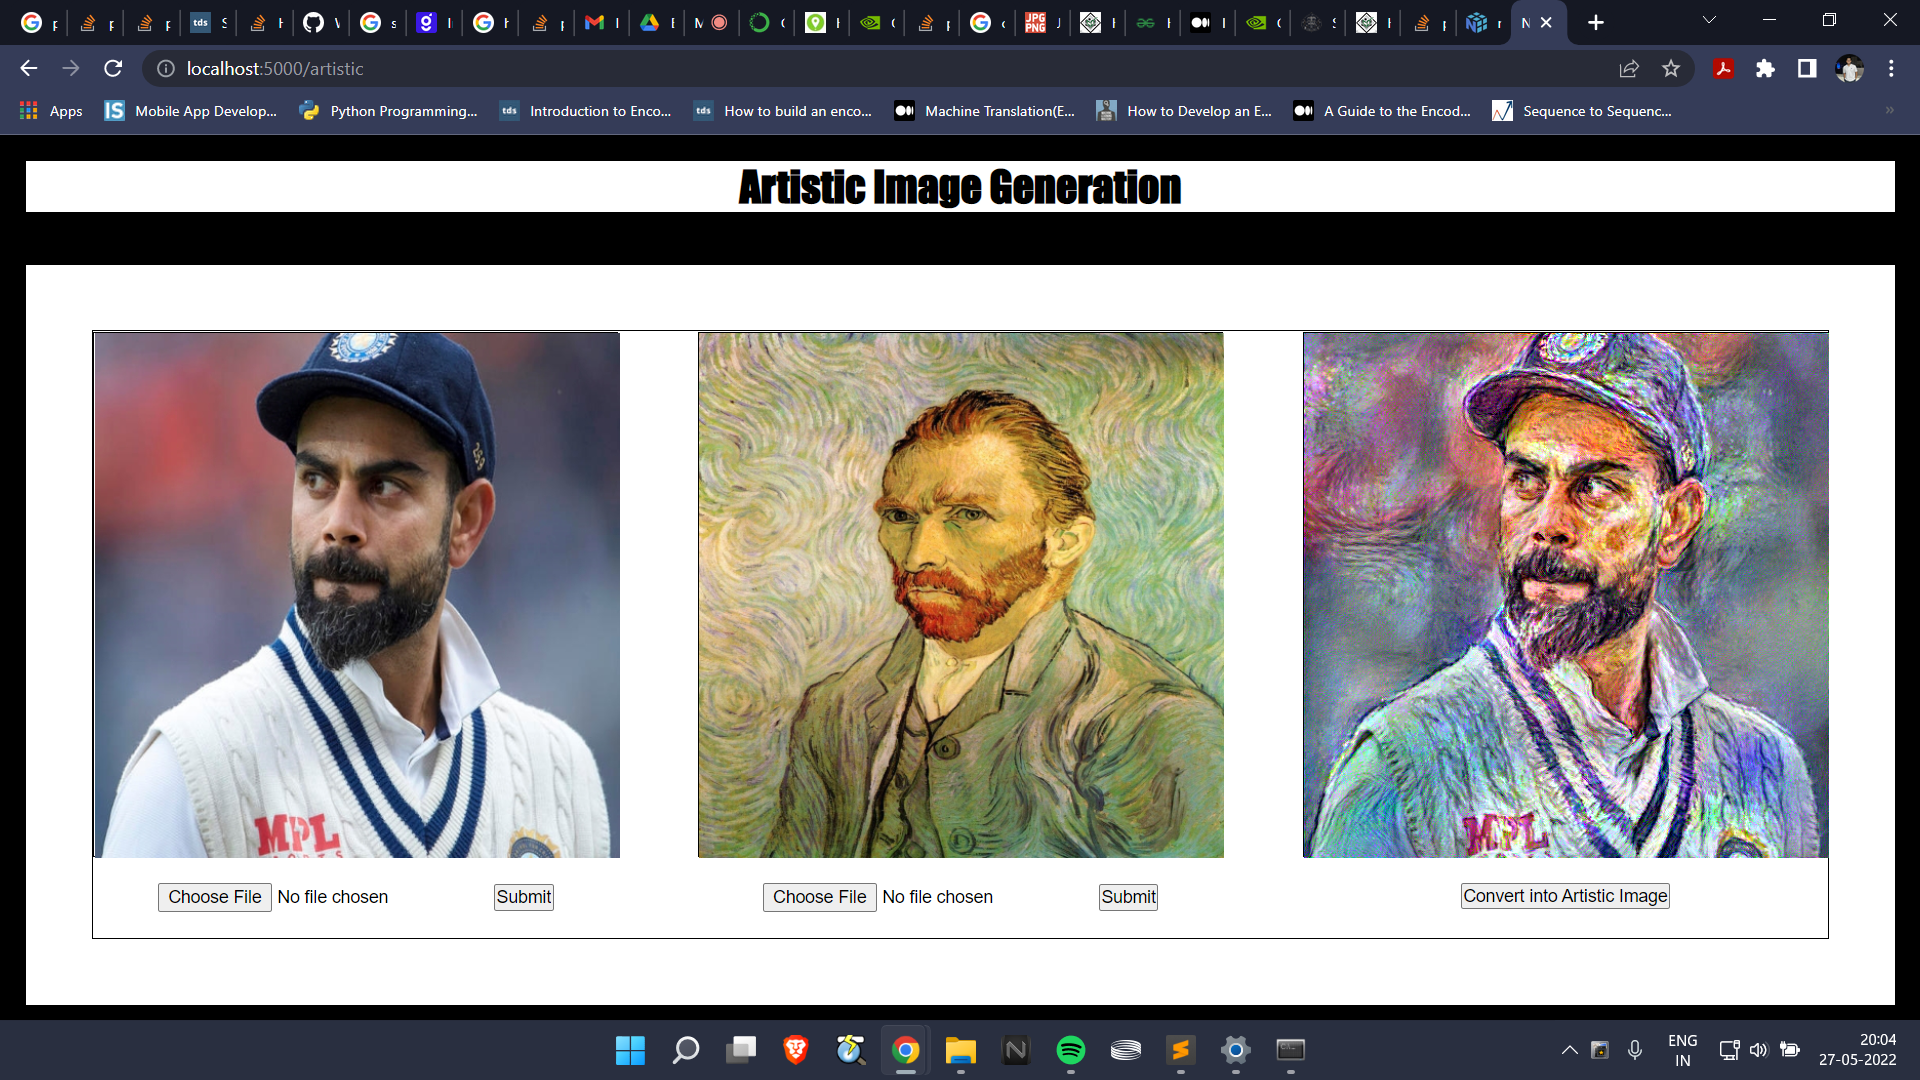 localhost:5000/artistic
Apps
Mobile App Develop...
Python Programming...
tds Introduction to Enco...
tds How to build an enco...
Machine Translation(E...
How to Develop an E...
A Guide to the Encod...
Sequence to Sequenc...
Artistic Image Generation
MPL
MPL
Choose File No file chosen
Submit
Choose File No file chosen
Submit
Convert into Artistic Image
ENG
IN
20:04
27-05-2022